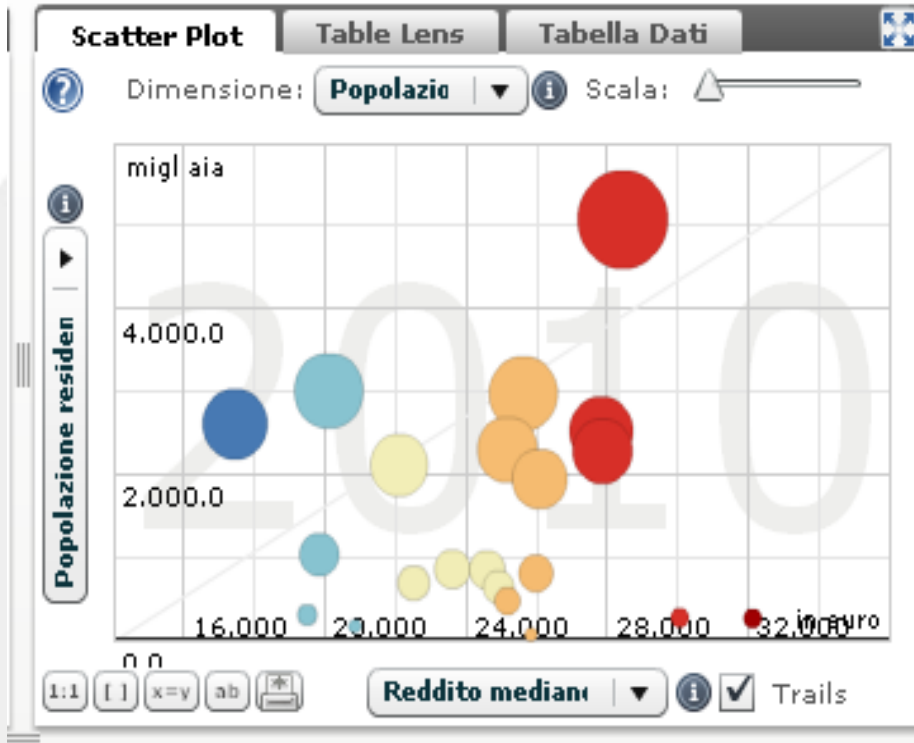 Scatter Plot Table Lens Tabella Dati
? Dimensione: Popolazio i Scala:
migl aia
i
Popolazione residen
2010
4.000.0
2.000.0
16.000 20.000 24.000 28.000 32.000 in euro
0.0
1:1 [ ] x=y ab Reddito mediano i Trails